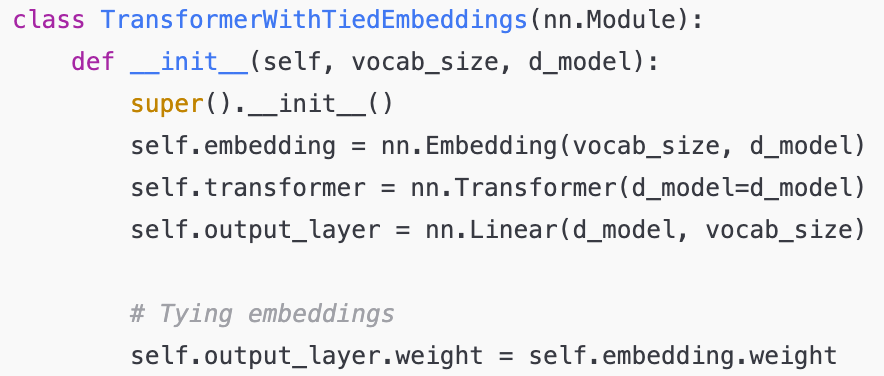 class TransformerWithTiedEmbeddings(nn.Module):
    def __init__(self, vocab_size, d_model):
        super().__init__()
        self.embedding = nn.Embedding(vocab_size, d_model)
        self.transformer = nn.Transformer(d_model=d_model)
        self.output_layer = nn.Linear(d_model, vocab_size)

        # Tying embeddings
        self.output_layer.weight = self.embedding.weight